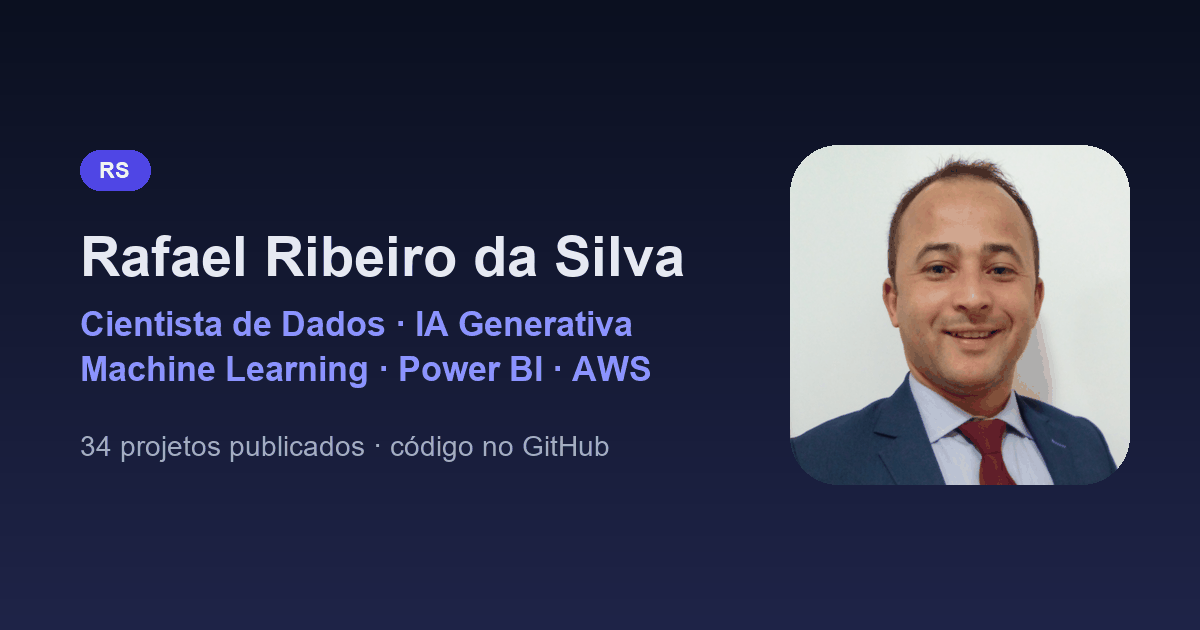 RS
Rafael Ribeiro da Silva
Cientista de Dados · IA Generativa
Machine Learning · Power BI · AWS
34 projetos publicados · código no GitHub